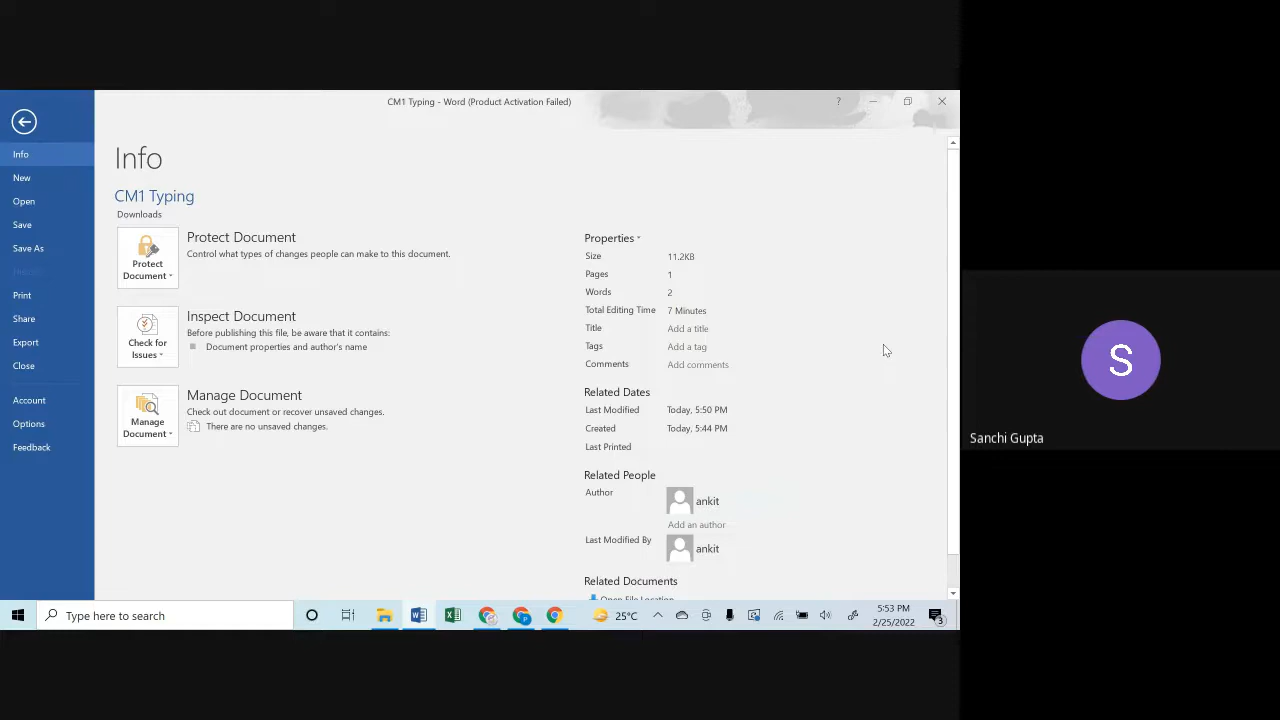 CM1 Typing - Word (Product Activation Failed)
?
Info
New
Open
Save
Save As
Print
Share
Export
Close
Account
Options
Feedback
Info
CM1 Typing
Downloads
Protect Document
Protect Document
Control what types of changes people can make to this document.
Check for Issues
Inspect Document
Before publishing this file, be aware that it contains:
Document properties and author's name
Manage Document
Manage Document
Check out document or recover unsaved changes.
There are no unsaved changes.
Properties
Size 11.2KB
Pages 1
Words 2
Total Editing Time 7 Minutes
Title Add a title
Tags Add a tag
Comments Add comments
Related Dates
Last Modified Today, 5:50 PM
Created Today, 5:44 PM
Last Printed
Related People
Author ankit
Add an author
Last Modified By ankit
Related Documents
Open File Location
S
Sanchi Gupta
Type here to search
25°C
5:53 PM
2/25/2022
3